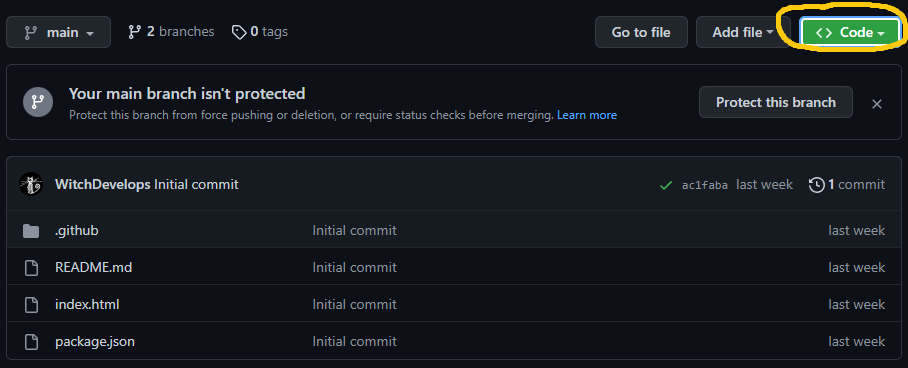 main 2 branches 0 tags Go to file Add file <> Code
Your main branch isn't protected
Protect this branch from force pushing or deletion, or require status checks before merging. Learn more
Protect this branch
WitchDevelops Initial commit ac1faba last week 1 commit
.github Initial commit last week
README.md Initial commit last week
index.html Initial commit last week
package.json Initial commit last week